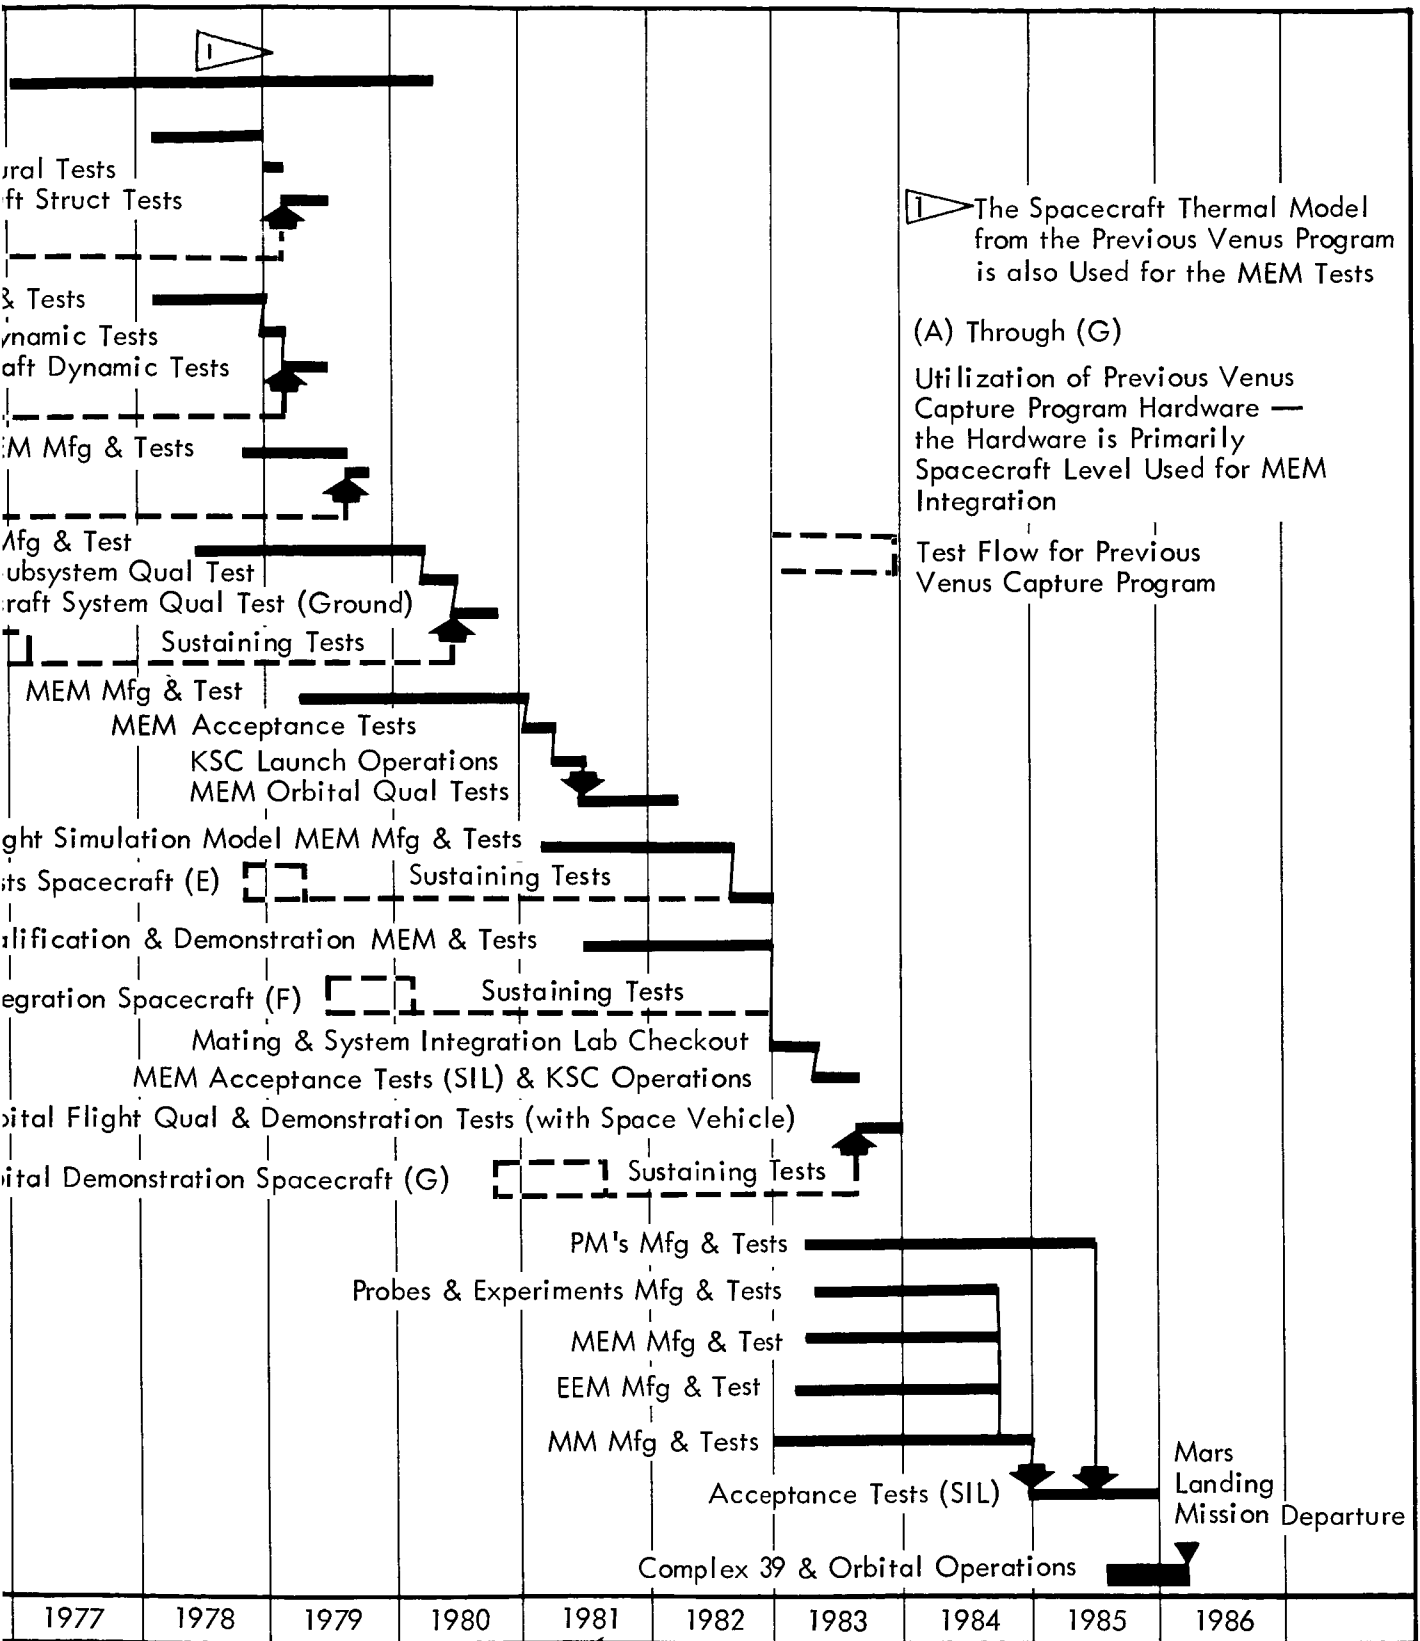 1
ural Tests
ft Struct Tests
& Tests
ynamic Tests
aft Dynamic Tests
EM Mfg & Tests
Mfg & Test
ubsystem Qual Test
raft System Qual Test (Ground)
Sustaining Tests
MEM Mfg & Test
MEM Acceptance Tests
KSC Launch Operations
MEM Orbital Qual Tests
ght Simulation Model MEM Mfg & Tests
sts Spacecraft (E)
Sustaining Tests
alification & Demonstration MEM & Tests
egration Spacecraft (F)
Sustaining Tests
Mating & System Integration Lab Checkout
MEM Acceptance Tests (SIL) & KSC Operations
bital Flight Qual & Demonstration Tests (with Space Vehicle)
bital Demonstration Spacecraft (G)
Sustaining Tests
PM's Mfg & Tests
Probes & Experiments Mfg & Tests
MEM Mfg & Test
EEM Mfg & Test
MM Mfg & Tests
Acceptance Tests (SIL)
Complex 39 & Orbital Operations
1 The Spacecraft Thermal Model
from the Previous Venus Program
is also Used for the MEM Tests
(A) Through (G)
Utilization of Previous Venus
Capture Program Hardware —
the Hardware is Primarily
Spacecraft Level Used for MEM
Integration
Test Flow for Previous
Venus Capture Program
Mars
Landing
Mission Departure
1977 1978 1979 1980 1981 1982 1983 1984 1985 1986